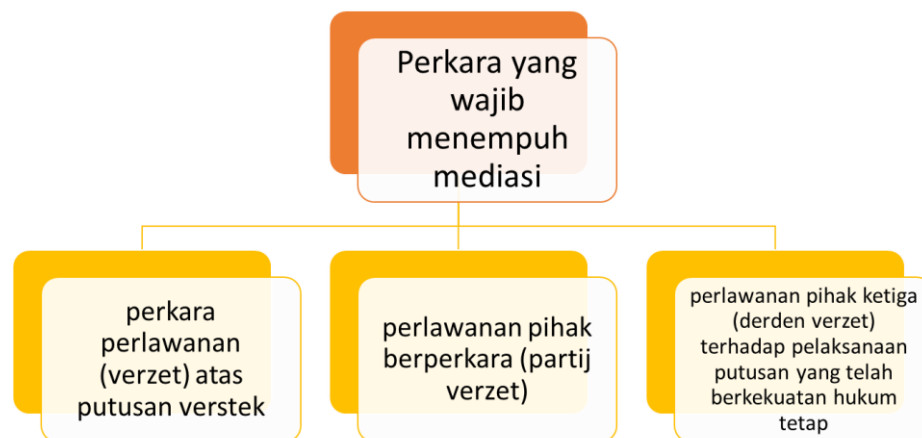 Perkara yang
wajib
menempuh
mediasi
perkara
perlawanan
(verzet) atas
putusan verstek
perlawanan pihak
berperkara (partij
verzet)
perlawanan pihak ketiga
(derden verzet)
terhadap pelaksanaan
putusan yang telah
berkekuatan hukum
tetap